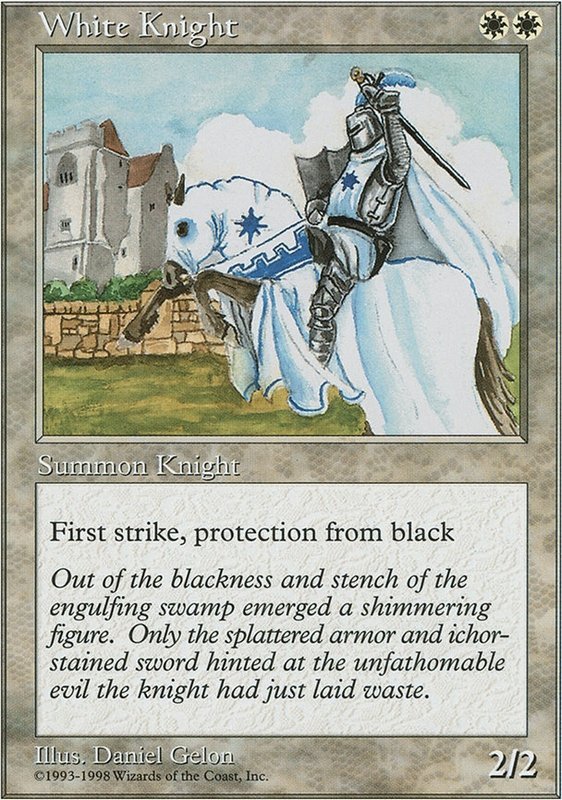 White Knight
Summon Knight
First strike, protection from black
Out of the blackness and stench of the
engulfing swamp emerged a shimmering
figure. Only the splattered armor and ichor-
stained sword hinted at the unfathomable
evil the knight had just laid waste.
Illus. Daniel Gelon
©1993-1998 Wizards of the Coast, Inc.
2/2